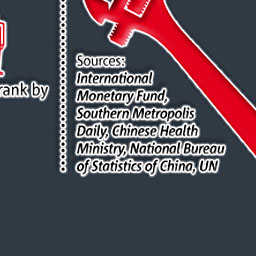 rank by
Sources:
International
Monetary Fund,
Southern Metropolis
Daily, Chinese Health
Ministry, National Bureau
of Statistics of China, UN